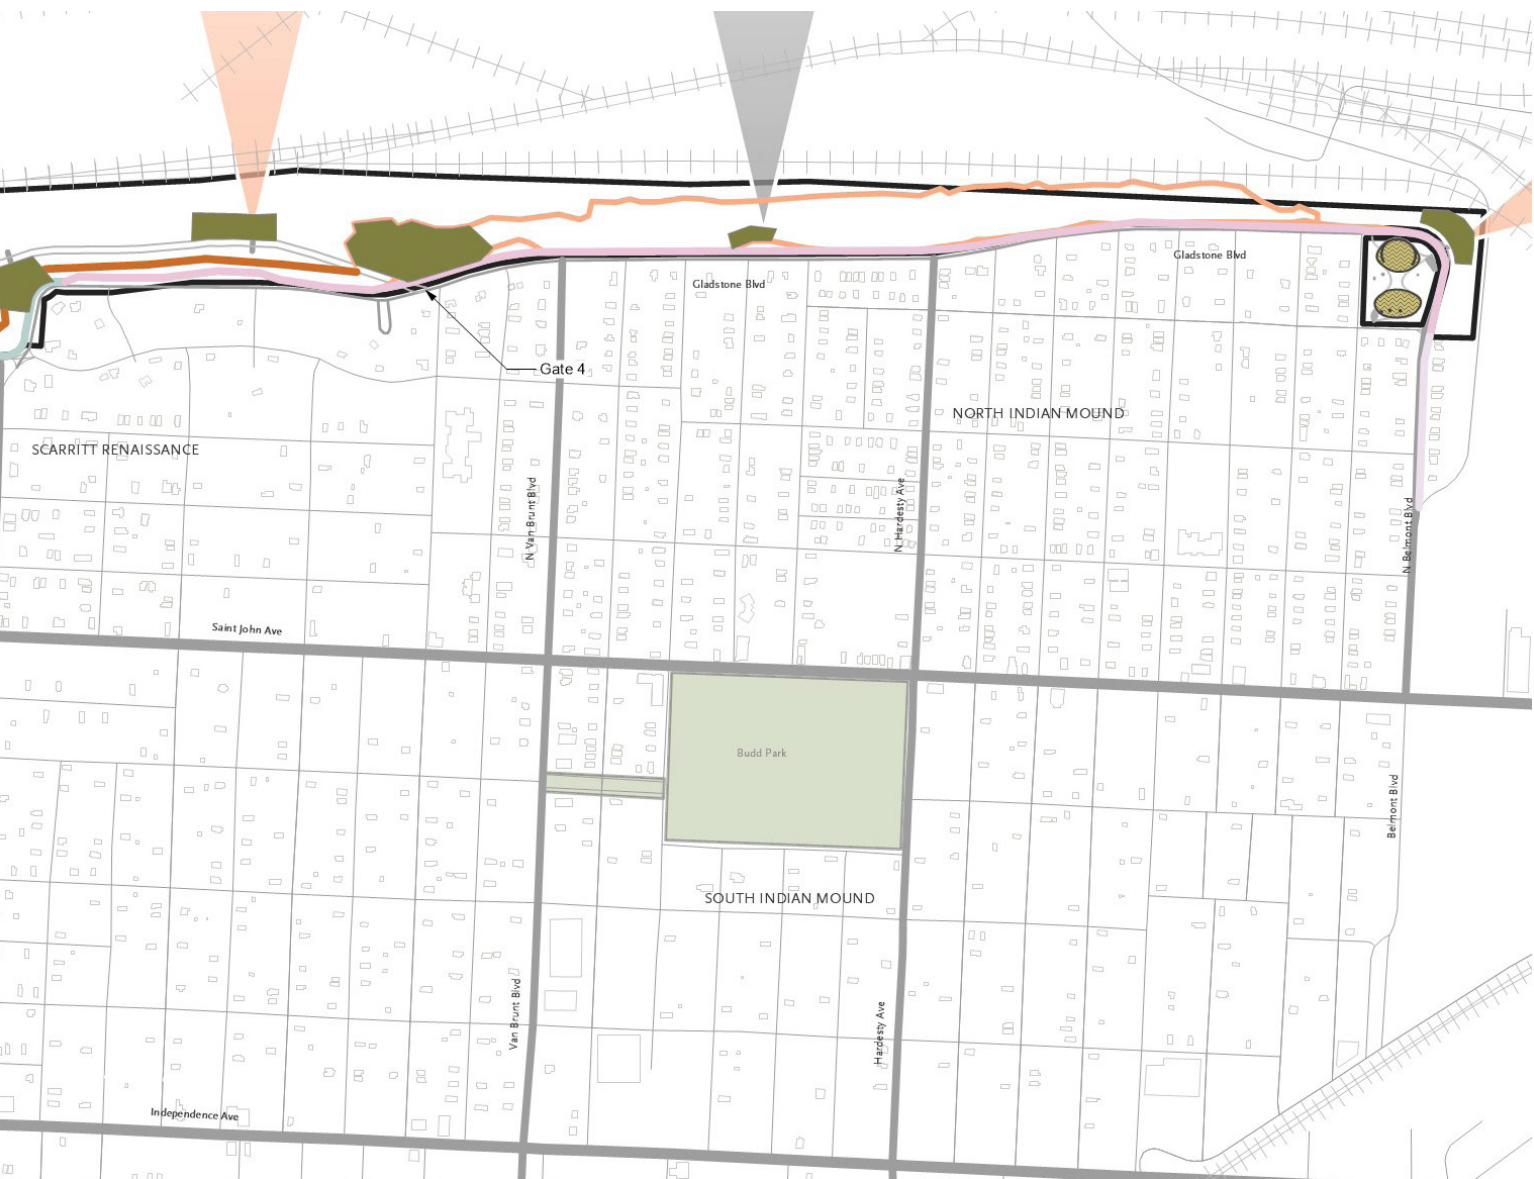 Gladstone Blvd
Gladstone Blvd
Gate 4
NORTH INDIAN MOUND
SCARRITT RENAISSANCE
N Van Brunt Blvd
N Hardesty Ave
N Belmont Blvd
Saint John Ave
Budd Park
Belmont Blvd
SOUTH INDIAN MOUND
Van Brunt Blvd
Hardesty Ave
Independence Ave